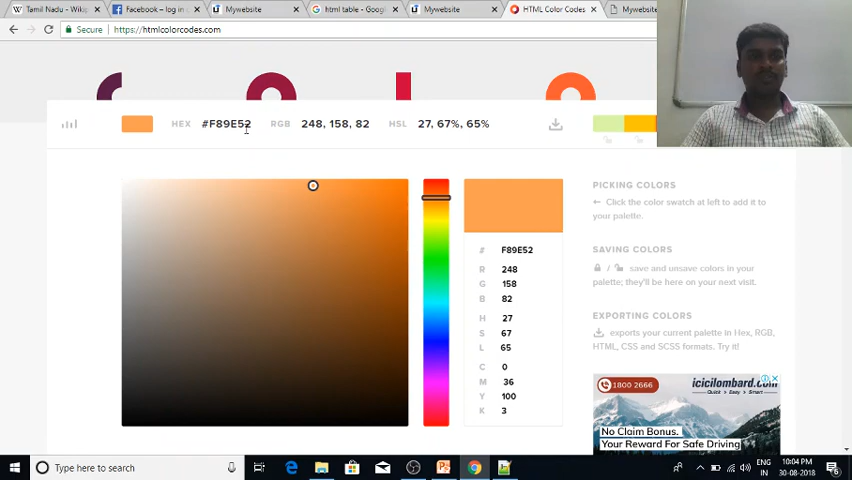 Tamil Nadu - Wikip
Facebook – log in o
Mywebsite
html table - Googl
Mywebsite
HTML Color Codes
Mywebsite
Secure
https://htmlcolorcodes.com
HEX #F89E52 RGB 248, 158, 82 HSL 27, 67%, 65%
PICKING COLORS
← Click the color swatch at left to add it to
your palette.
# F89E52
R 248
G 158
B 82
H 27
S 67
L 65
C 0
M 36
Y 100
K 3
SAVING COLORS
/ save and unsave colors in your
palette; they'll be here on your next visit.
EXPORTING COLORS
exports your current palette in Hex, RGB,
HTML, CSS and SCSS formats. Try it!
1800 2666
icicilombard.com
Quick Easy Smart
No Claim Bonus.
Your Reward For Safe Driving
Type here to search
ENG
IN
10:04 PM
30-08-2018
6